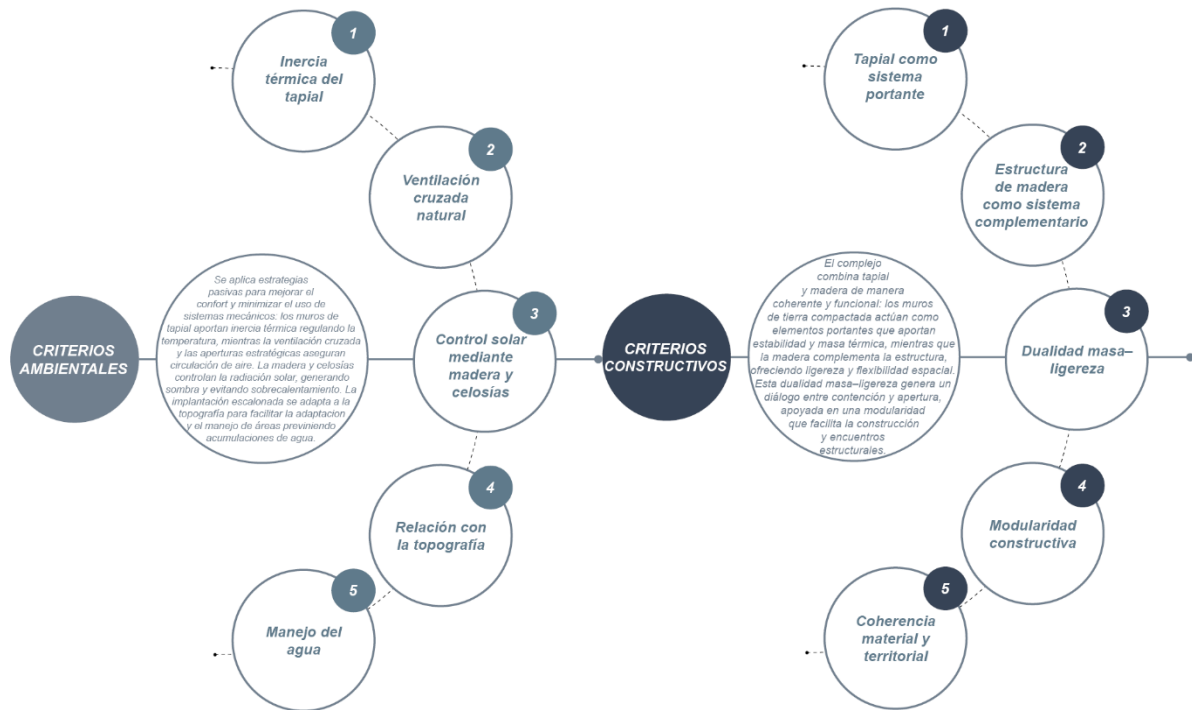 1
Inercia
térmica del
tapial
2
Ventilación
cruzada
natural
CRITERIOS
AMBIENTALES
Se aplica estrategias
pasivas para mejorar el
confort y minimizar el uso de
sistemas mecánicos: los muros de
tapial aportan inercia térmica regulando la
temperatura, mientras la ventilación cruzada
y las aperturas estratégicas aseguran
circulación de aire. La madera y celosías
controlan la radiación solar, generando
sombra y evitando sobrecalentamiento. La
implantación escalonada se adapta a la
topografía para facilitar la adaptacion
y el manejo de áreas previniendo
acumulaciones de agua.
3
Control solar
mediante
madera y
celosías
4
Relación con
la topografía
5
Manejo del
agua
1
Tapial como
sistema
portante
2
Estructura
de madera
como sistema
complementario
CRITERIOS
CONSTRUCTIVOS
El complejo
combina tapial
y madera de manera
coherente y funcional: los muros
de tierra compactada actúan como
elementos portantes que aportan
estabilidad y masa térmica, mientras que
la madera complementa la estructura,
ofreciendo ligereza y flexibilidad espacial.
Esta dualidad masa–ligereza genera un
diálogo entre contención y apertura,
apoyada en una modularidad
que facilita la construcción
y encuentros
estructurales.
3
Dualidad masa–
ligereza
4
Modularidad
constructiva
5
Coherencia
material y
territorial